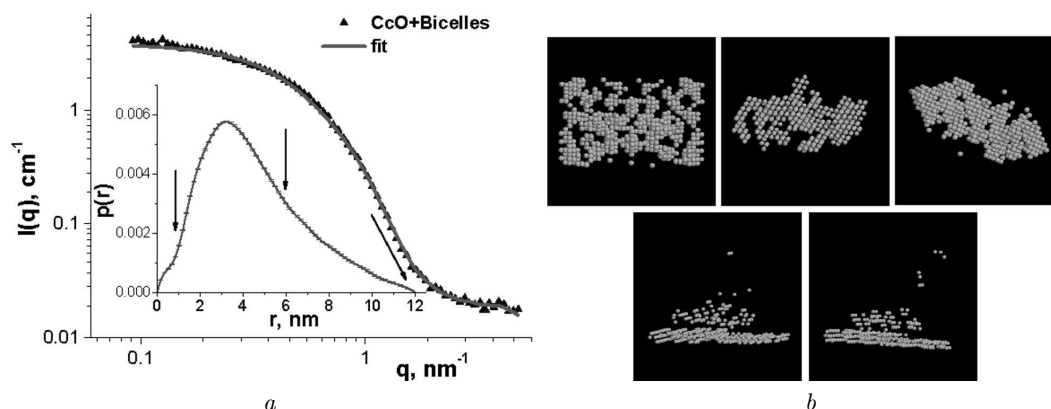 CcO+Bicelles
fit
I(q), cm⁻¹
1
0.1
0.01
p(r)
0.006
0.004
0.002
0.000
0 2 4 6 8 10 12
r, nm
0.1 1
q, nm⁻¹
a b